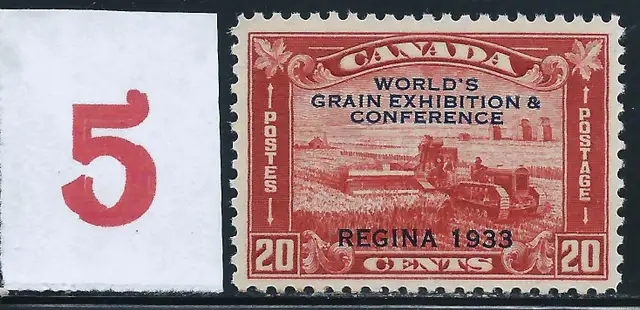 5
CANADA
WORLD'S
GRAIN EXHIBITION &
CONFERENCE
POSTES
POSTAGE
REGINA 1933
20 CENTS 20